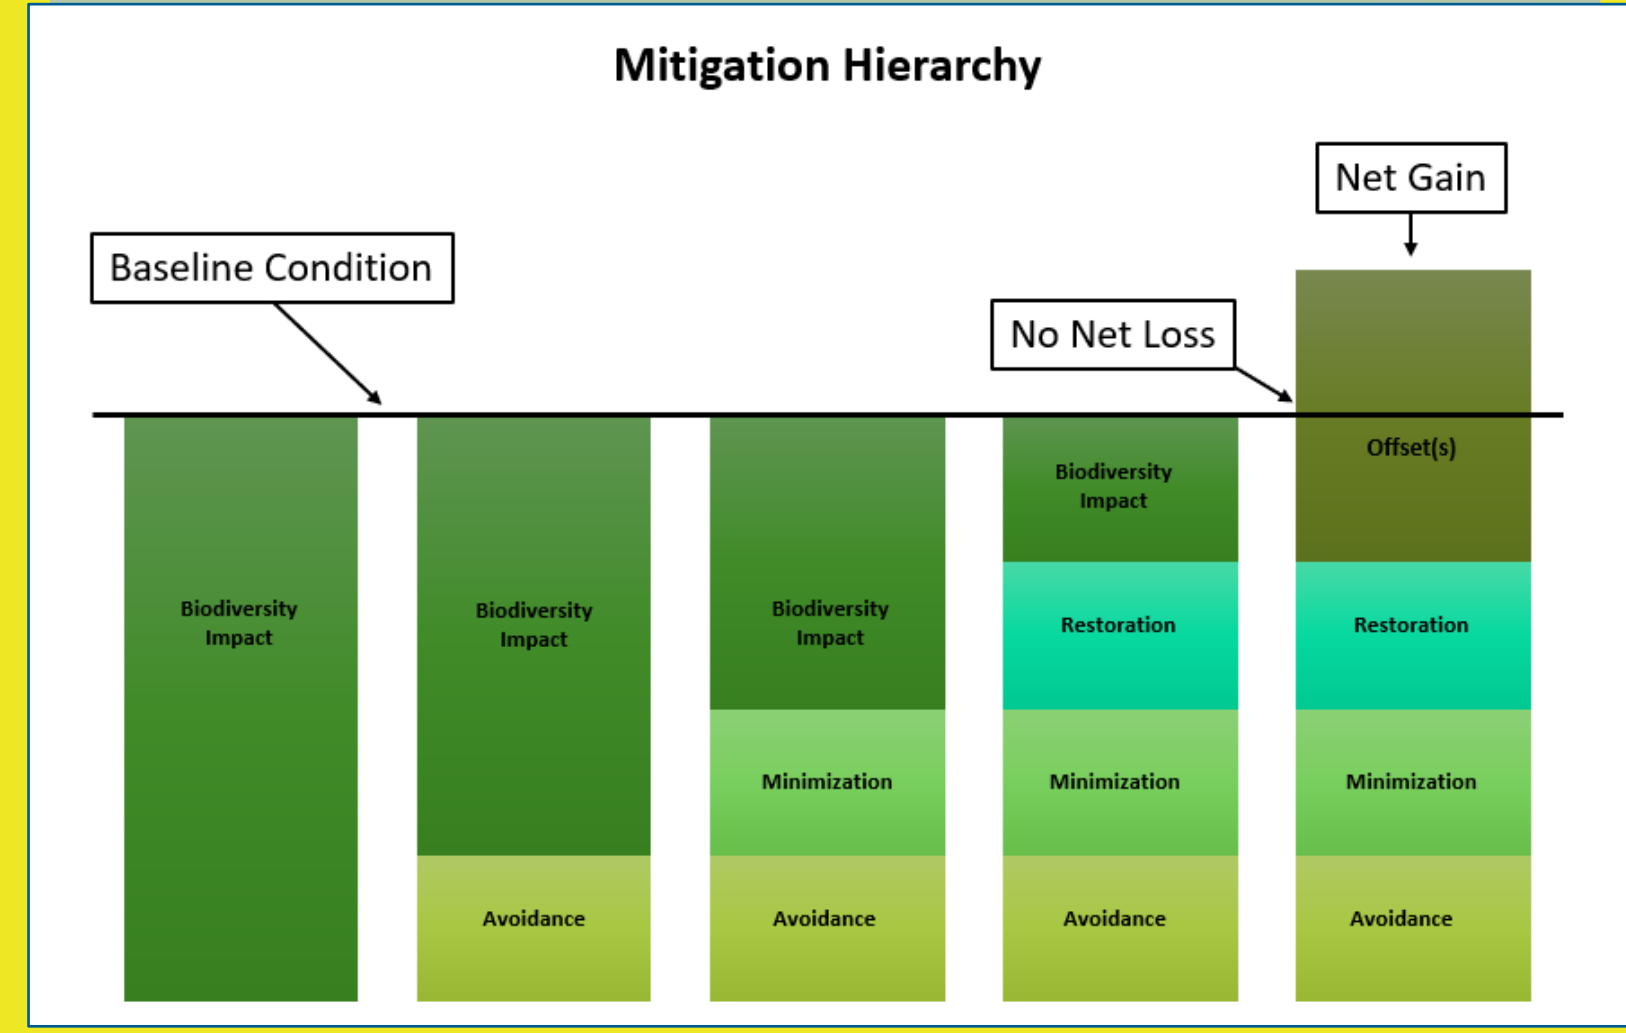 Mitigation Hierarchy
Net Gain
Baseline Condition
No Net Loss
Biodiversity
Impact
Biodiversity
Impact
Avoidance
Biodiversity
Impact
Minimization
Avoidance
Biodiversity
Impact
Restoration
Minimization
Avoidance
Offset(s)
Restoration
Minimization
Avoidance